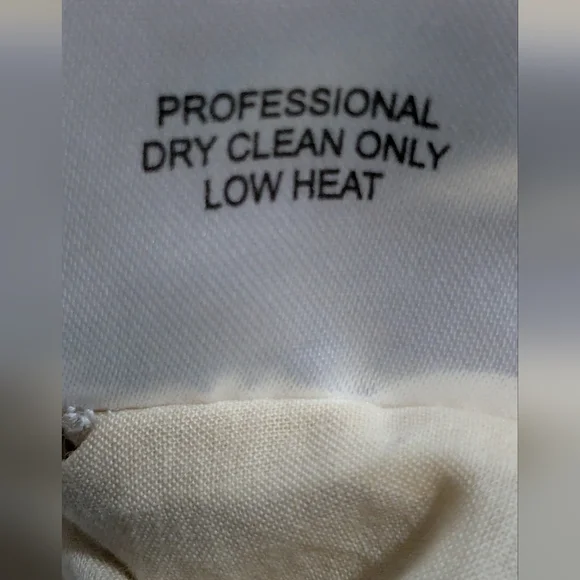 PROFESSIONAL
DRY CLEAN ONLY
LOW HEAT